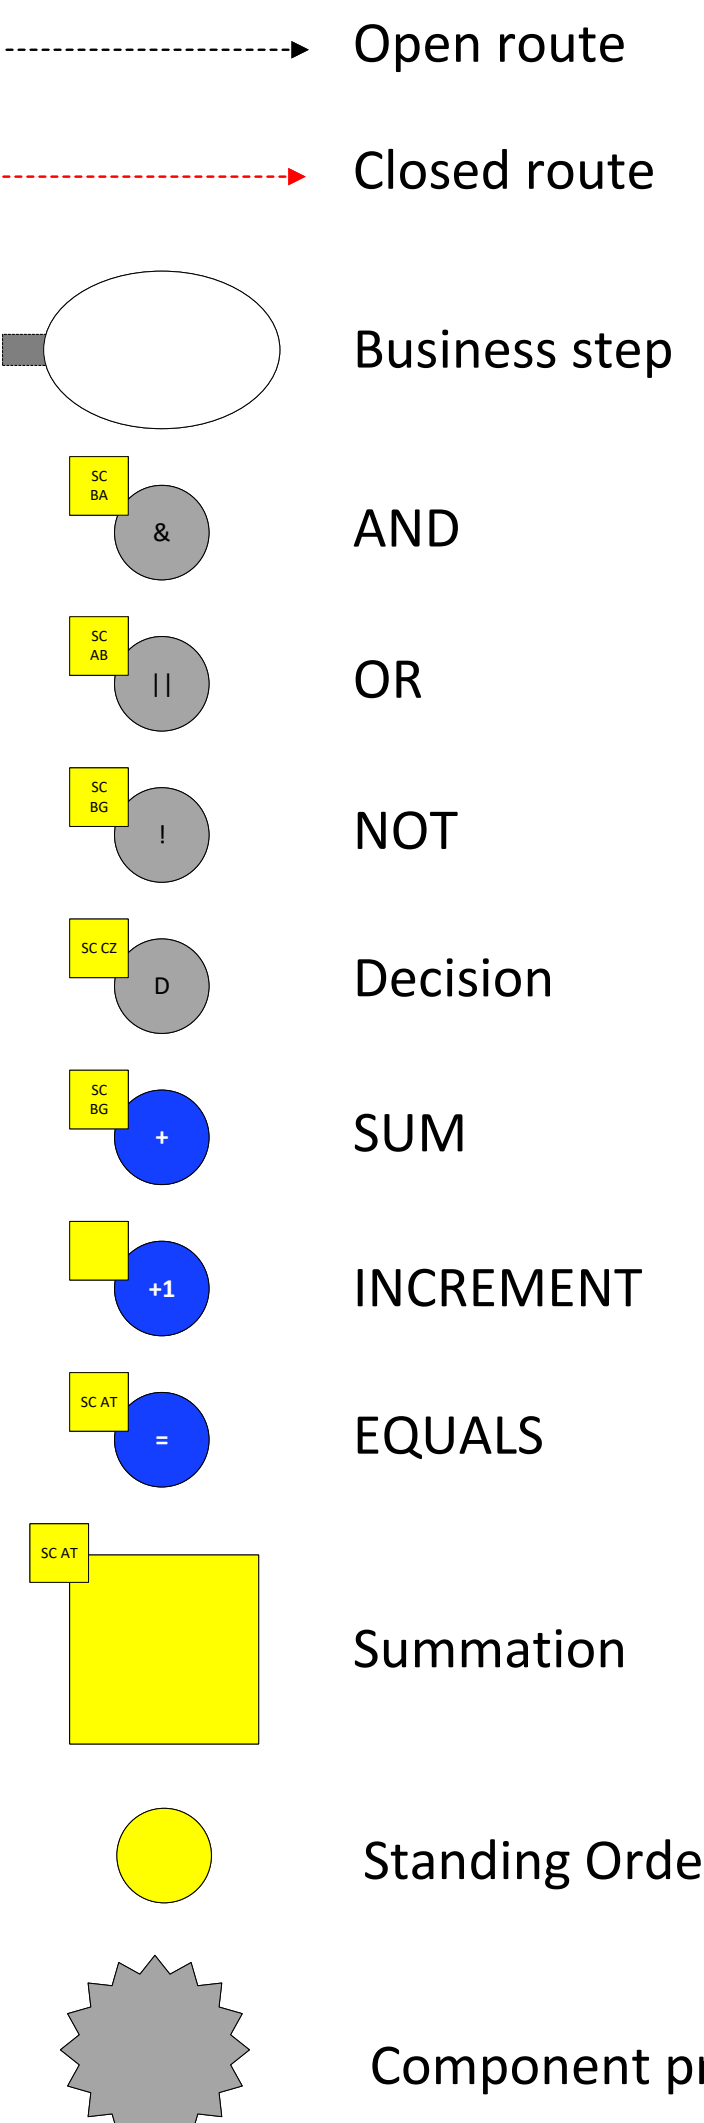 Open route
Closed route
Business step
SC
BA
&
AND
SC
AB
||
OR
SC
BG
!
NOT
SC CZ
D
Decision
SC
BG
+
SUM
+1
INCREMENT
SC AT
=
EQUALS
SC AT
Summation
Standing Orde
Component pr